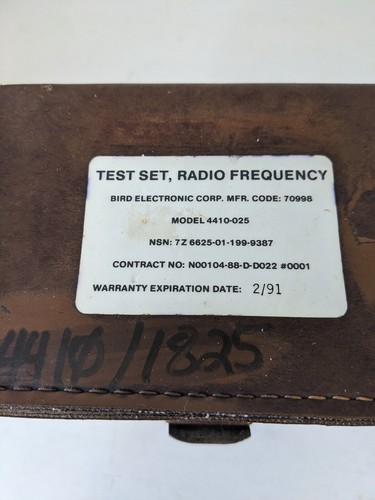 TEST SET, RADIO FREQUENCY
BIRD ELECTRONIC CORP. MFR. CODE: 70998
MODEL 4410-025
NSN: 7Z 6625-01-199-9387
CONTRACT NO: N00104-88-D-D022 #0001
WARRANTY EXPIRATION DATE: 2/91
4410/1825